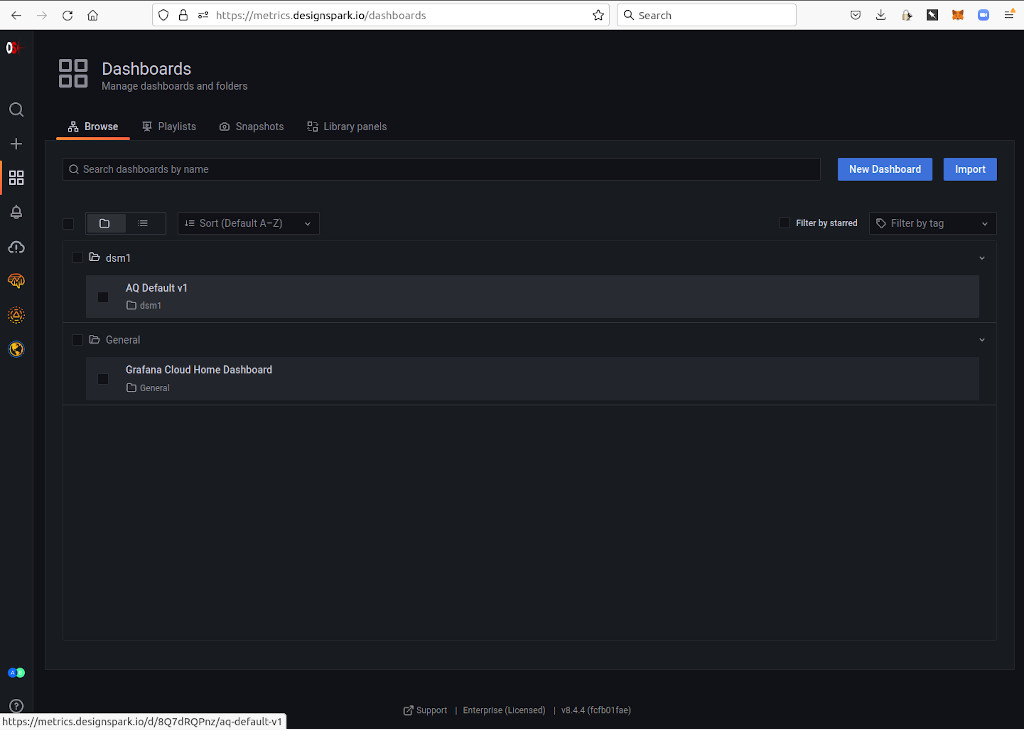 https://metrics.designspark.io/dashboards
Search
Dashboards
Manage dashboards and folders
Browse
Playlists
Snapshots
Library panels
Search dashboards by name
New Dashboard
Import
Sort (Default A–Z)
Filter by starred
Filter by tag
dsm1
AQ Default v1
dsm1
General
Grafana Cloud Home Dashboard
General
Support | Enterprise (Licensed) | v8.4.4 (fcfb01fae)
https://metrics.designspark.io/d/8Q7dRQPnz/aq-default-v1